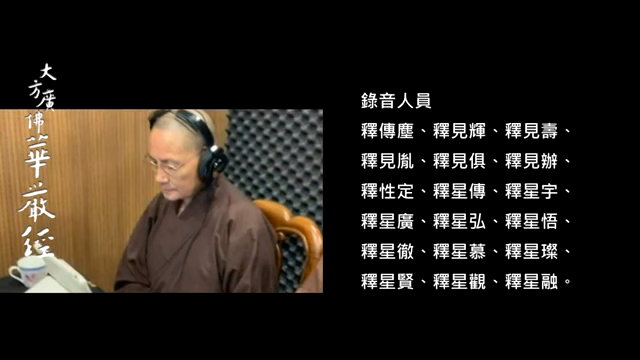 大方廣佛華嚴經
錄音人員
釋傳塵、釋見輝、釋見壽、
釋見胤、釋見俱、釋見辦、
釋性定、釋星傳、釋星宇、
釋星廣、釋星弘、釋星悟、
釋星徹、釋星慕、釋星璨、
釋星賢、釋星觀、釋星融。